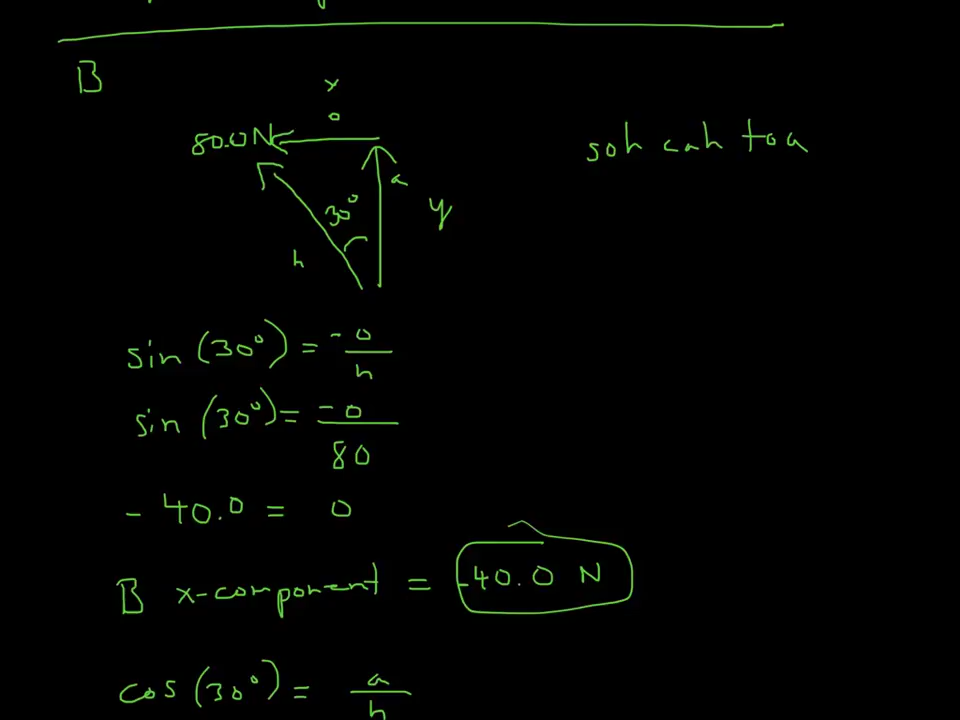 B
x
o
80.0N
soh cah toa
a
30°
y
h
sin (30°) = -o/h
sin (30°) = -o/80
- 40.0 = o
B x-component = -40.0 N
cos (30°) = a/h